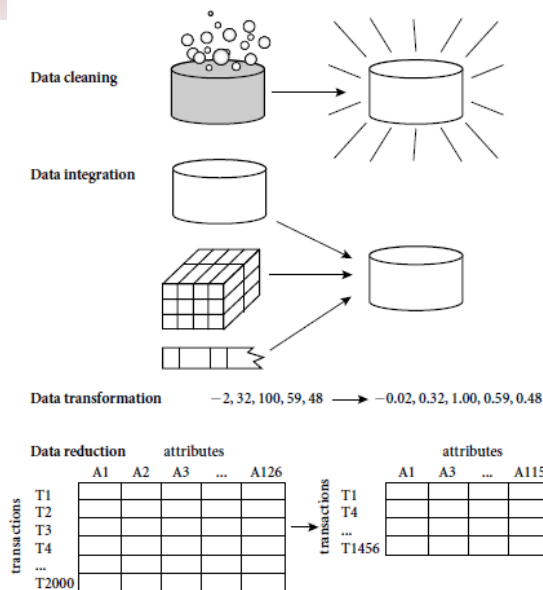 Data cleaning
Data integration
Data transformation −2, 32, 100, 59, 48 −0.02, 0.32, 1.00, 0.59, 0.48
Data reduction attributes attributes
A1 A2 A3 ... A126 A1 A3 ... A115
transactions transactions
T1 T1
T2 T4
T3 ...
T4 T1456
...
T2000